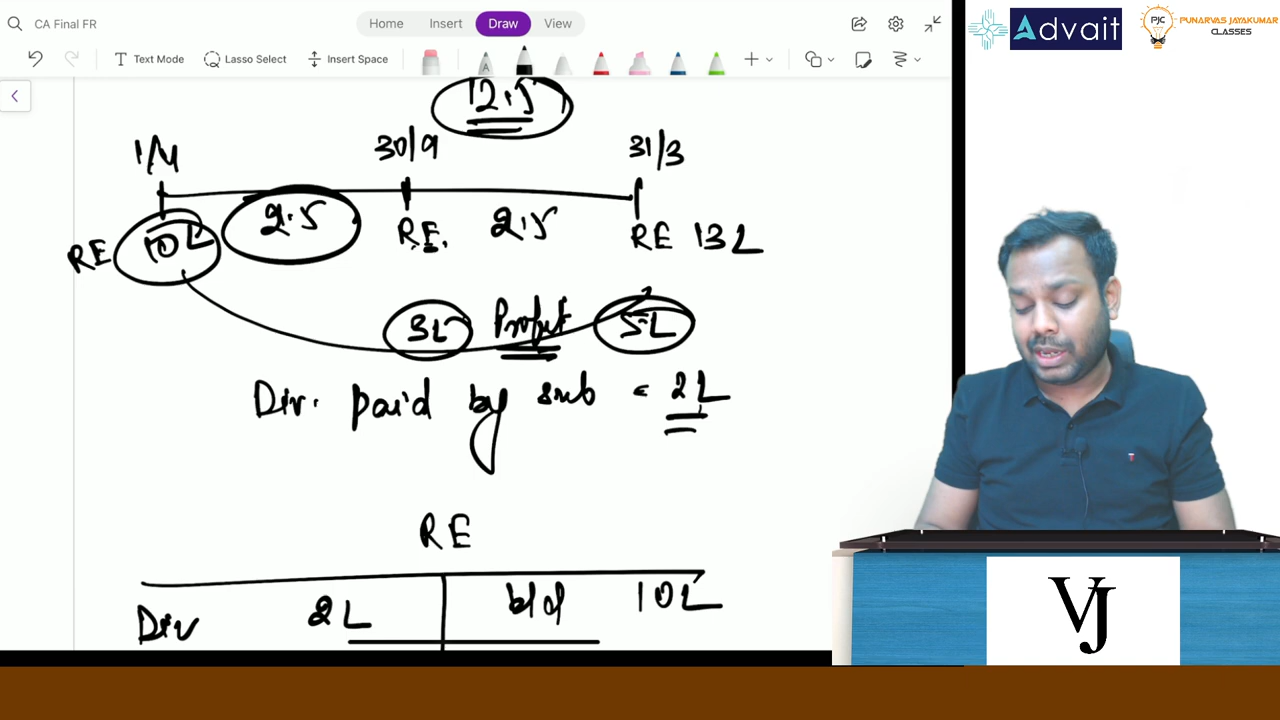 CA Final FR
Home Insert Draw View
Advait
PJC
PUNARVAS JAYAKUMAR
CLASSES
Text Mode Lasso Select Insert Space
12.5
1/4 30/9 31/3
RE 10L 2.5 RE. 2.5 RE 13L
3L Profit 5L
Div. paid by sub = 2L
RE
Div 2L b/d 10L
VJ